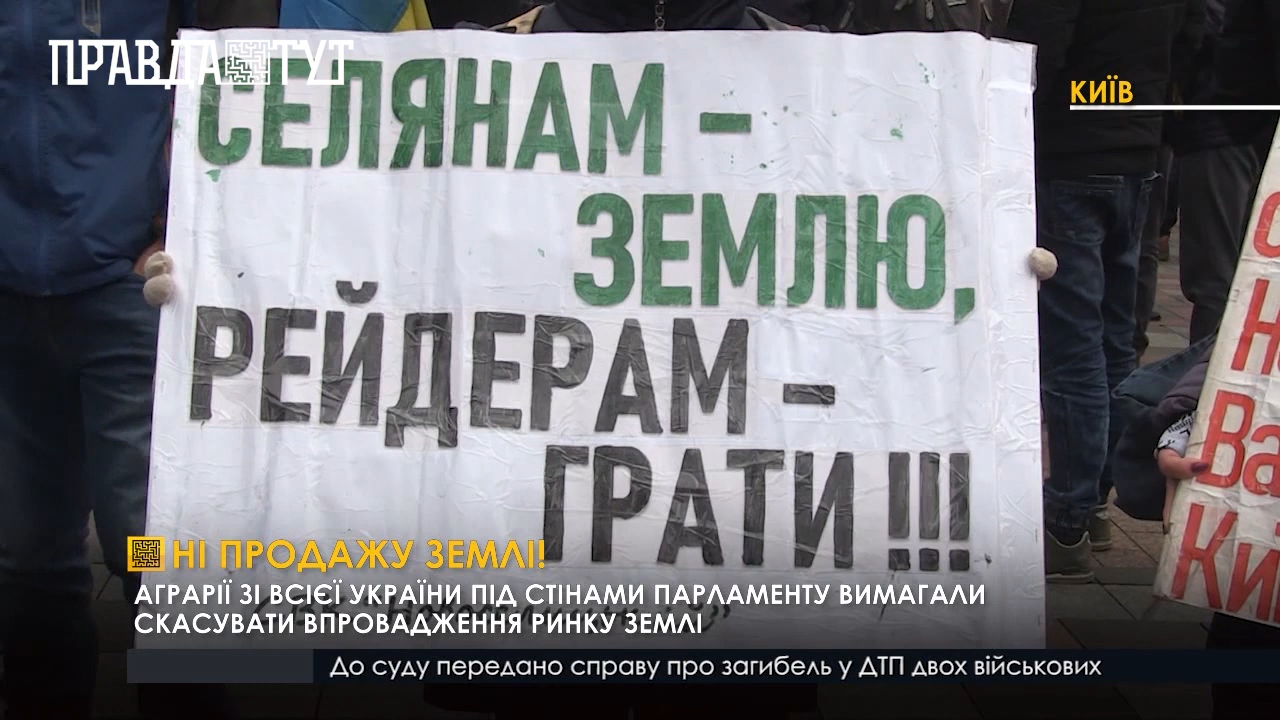 ПРАВДА ТУТ
КИЇВ
СЕЛЯНАМ -
ЗЕМЛЮ,
РЕЙДЕРАМ -
ГРАТИ !!!
НІ ПРОДАЖУ ЗЕМЛІ!
АГРАРІЇ ЗІ ВСІЄЇ УКРАЇНИ ПІД СТІНАМИ ПАРЛАМЕНТУ ВИМАГАЛИ
СКАСУВАТИ ВПРОВАДЖЕННЯ РИНКУ ЗЕМЛІ
До суду передано справу про загибель у ДТП двох військових